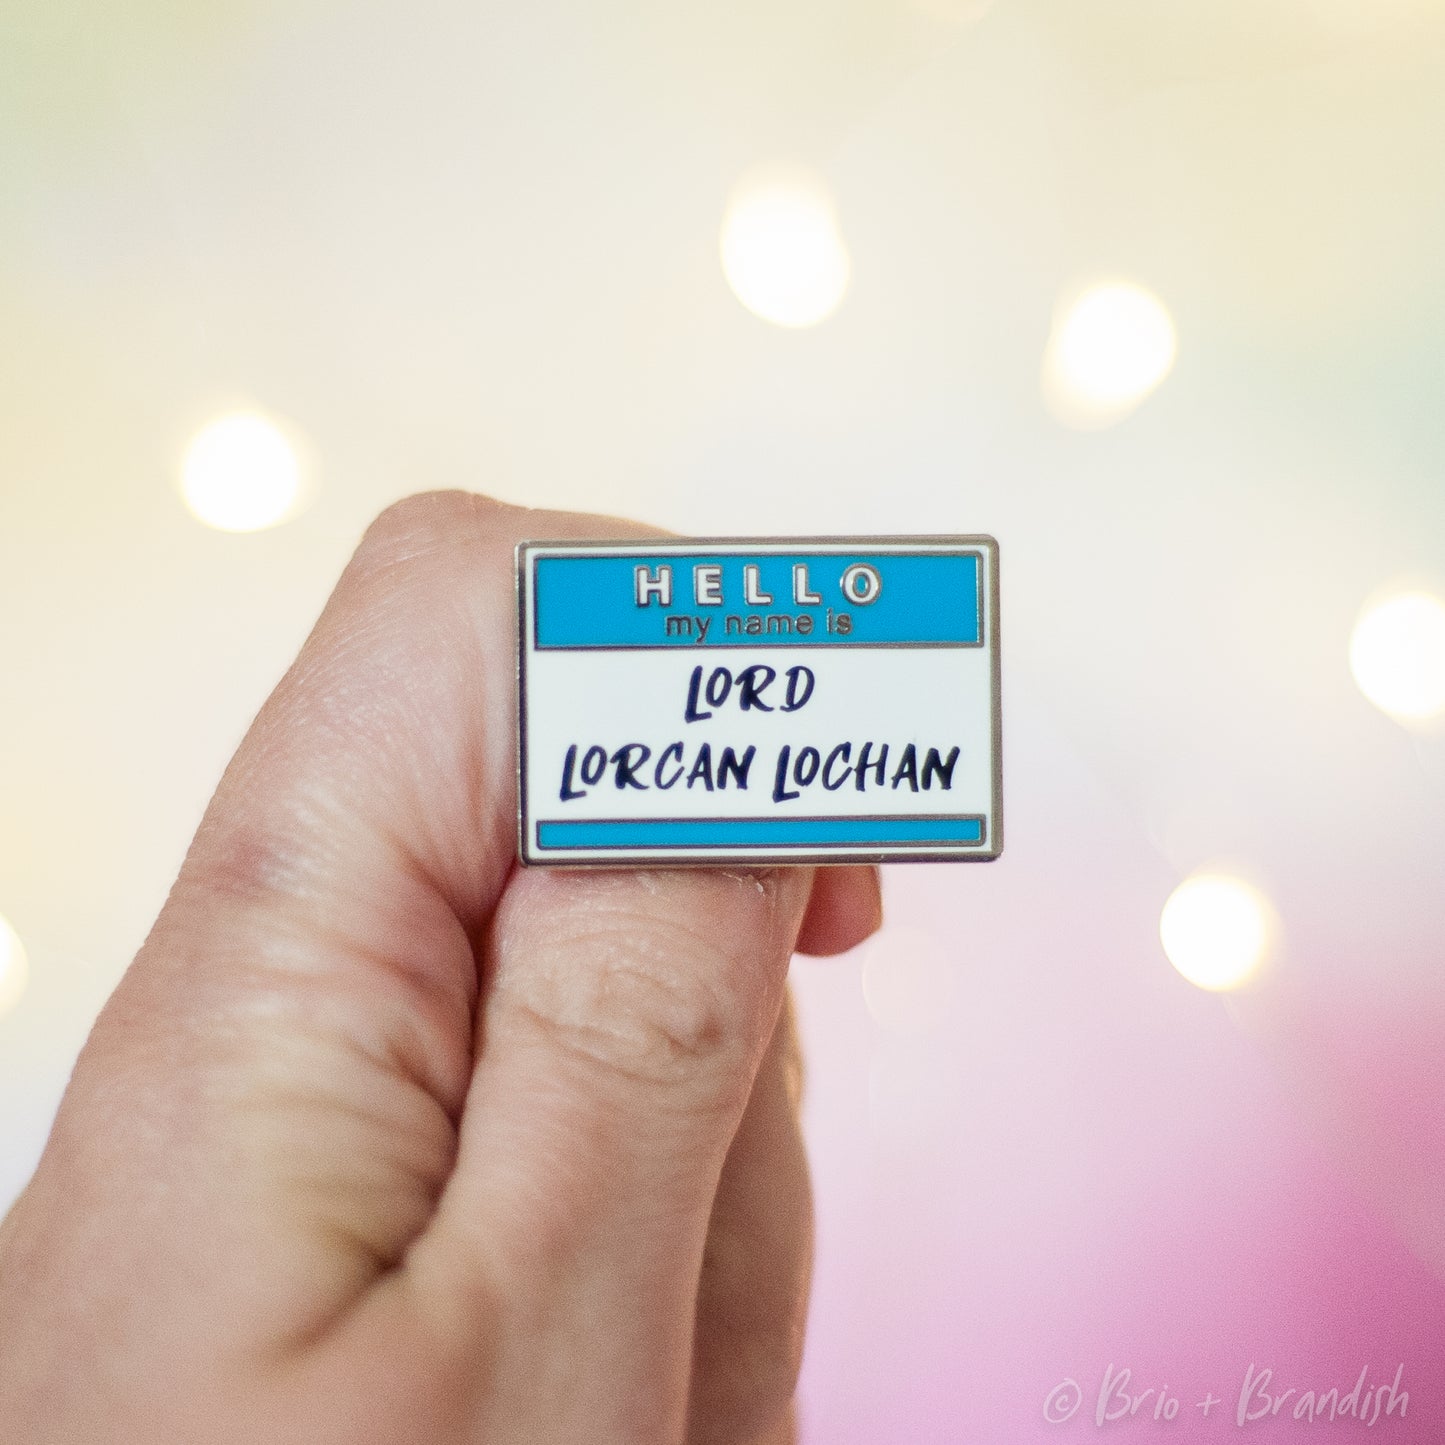 HELLO
my name is
LORD
LORCAN LOCHAN
© Brio + Brandish